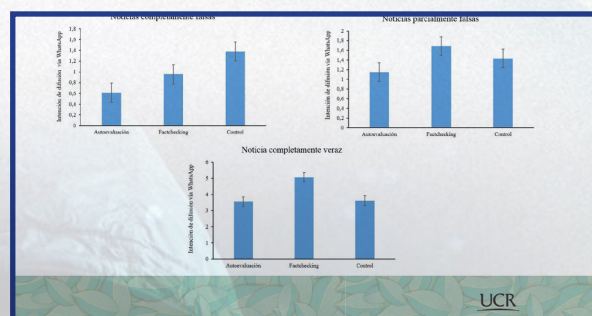 Noticias completamente falsas
Intención de difusión vía WhatsApp
1,8
1,6
1,4
1,2
1
0,8
0,6
0,4
0,2
0
Autoevaluación Factchecking Control
Noticias parcialmente falsas
Intención de difusión vía WhatsApp
2
1,8
1,6
1,4
1,2
1
0,8
0,6
0,4
0,2
0
Autoevaluación Factchecking Control
Noticia completamente veraz
Intención de difusión vía WhatsApp
6
5
4
3
2
1
0
Autoevaluación Factchecking Control
UCR